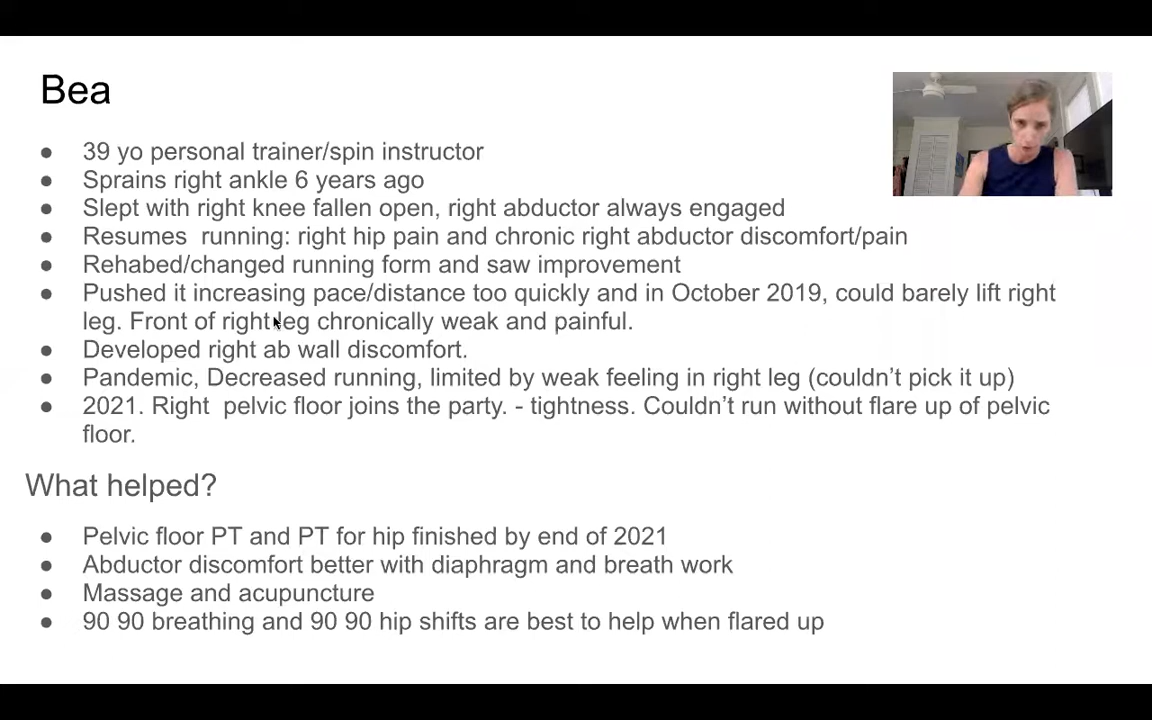 Bea
● 39 yo personal trainer/spin instructor
● Sprains right ankle 6 years ago
● Slept with right knee fallen open, right abductor always engaged
● Resumes  running: right hip pain and chronic right abductor discomfort/pain
● Rehabed/changed running form and saw improvement
● Pushed it increasing pace/distance too quickly and in October 2019, could barely lift right
leg. Front of right leg chronically weak and painful.
● Developed right ab wall discomfort.
● Pandemic, Decreased running, limited by weak feeling in right leg (couldn’t pick it up)
● 2021. Right  pelvic floor joins the party. - tightness. Couldn’t run without flare up of pelvic
floor.
What helped?
● Pelvic floor PT and PT for hip finished by end of 2021
● Abductor discomfort better with diaphragm and breath work
● Massage and acupuncture
● 90 90 breathing and 90 90 hip shifts are best to help when flared up